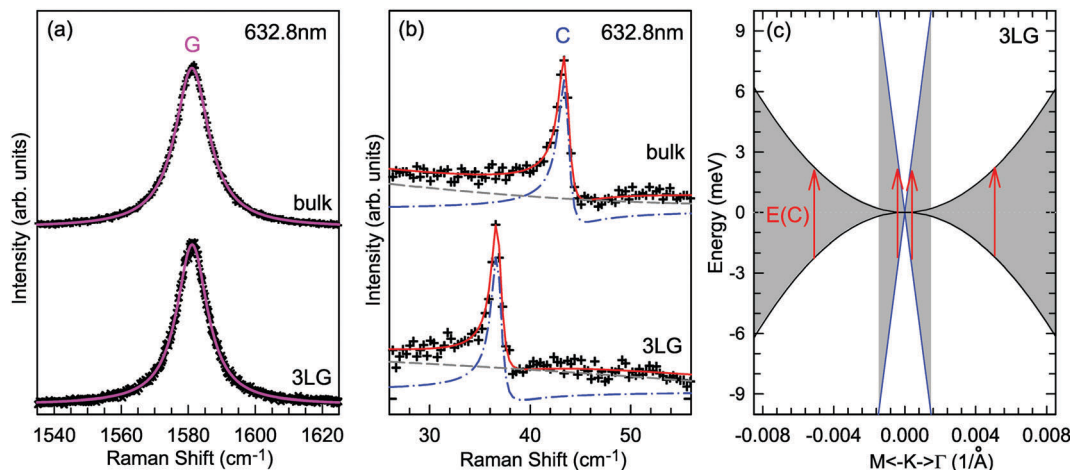 (a)
G
632.8nm
bulk
3LG
Intensity (arb. units)
1540 1560 1580 1600 1620
Raman Shift (cm-1)
(b)
C
632.8nm
bulk
3LG
Intensity (arb. units)
30 40 50
Raman Shift (cm-1)
(c)
3LG
E(C)
Energy (meV)
9
6
3
0
-3
-6
-9
-0.008 -0.004 0.000 0.004 0.008
M<-K->Γ (1/Å)